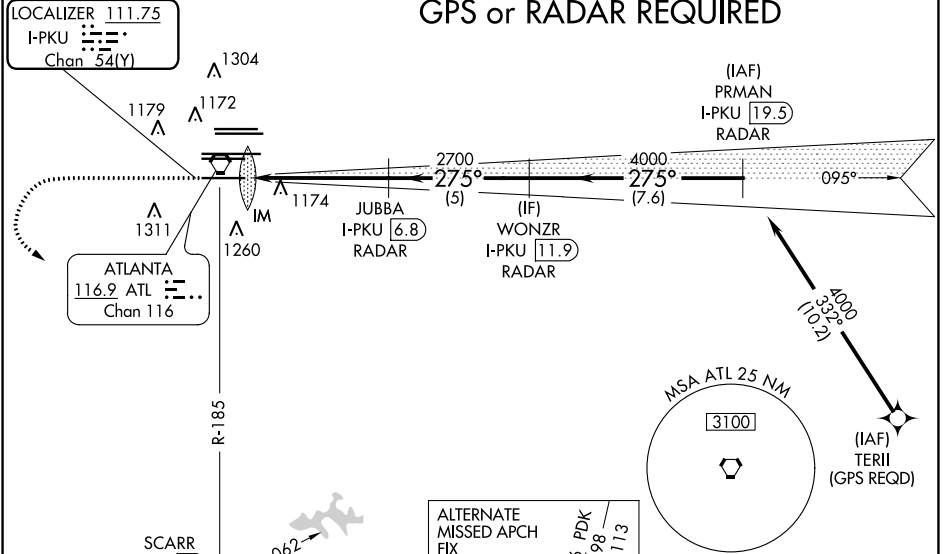 GPS or RADAR REQUIRED
LOCALIZER 111.75
I-PKU
Chan 54(Y)
1304
1179
1172
(IAF)
PRMAN
I-PKU 19.5
RADAR
2700
275°
(5)
4000
275°
(7.6)
095°
1174
IM
1311
1260
JUBBA
I-PKU 6.8
RADAR
(IF)
WONZR
I-PKU 11.9
RADAR
ATLANTA
116.9 ATL
Chan 116
4000
332°
(10.2)
R-185
MSA ATL 25 NM
3100
(IAF)
TERII
(GPS REQD)
SCARR
062
ALTERNATE
MISSED APCH
FIX
PDK
113